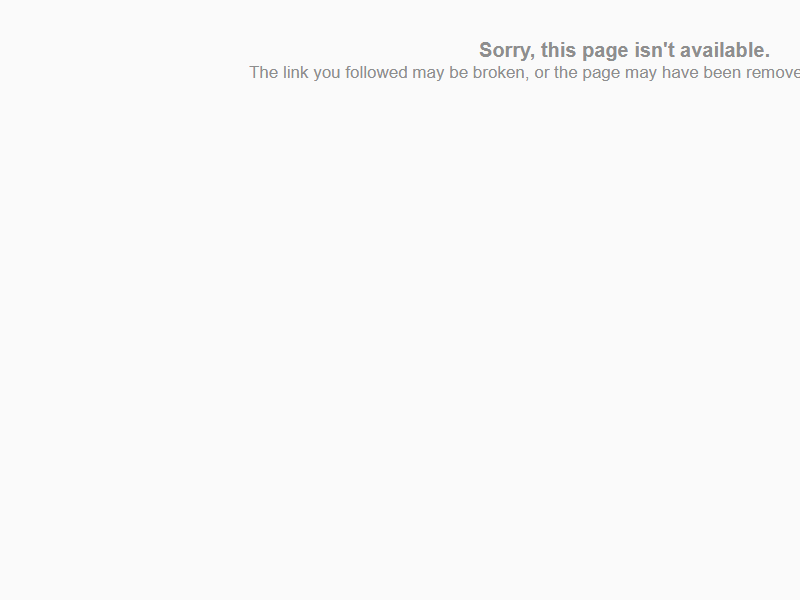 Sorry, this page isn't available.
The link you followed may be broken, or the page may have been remove